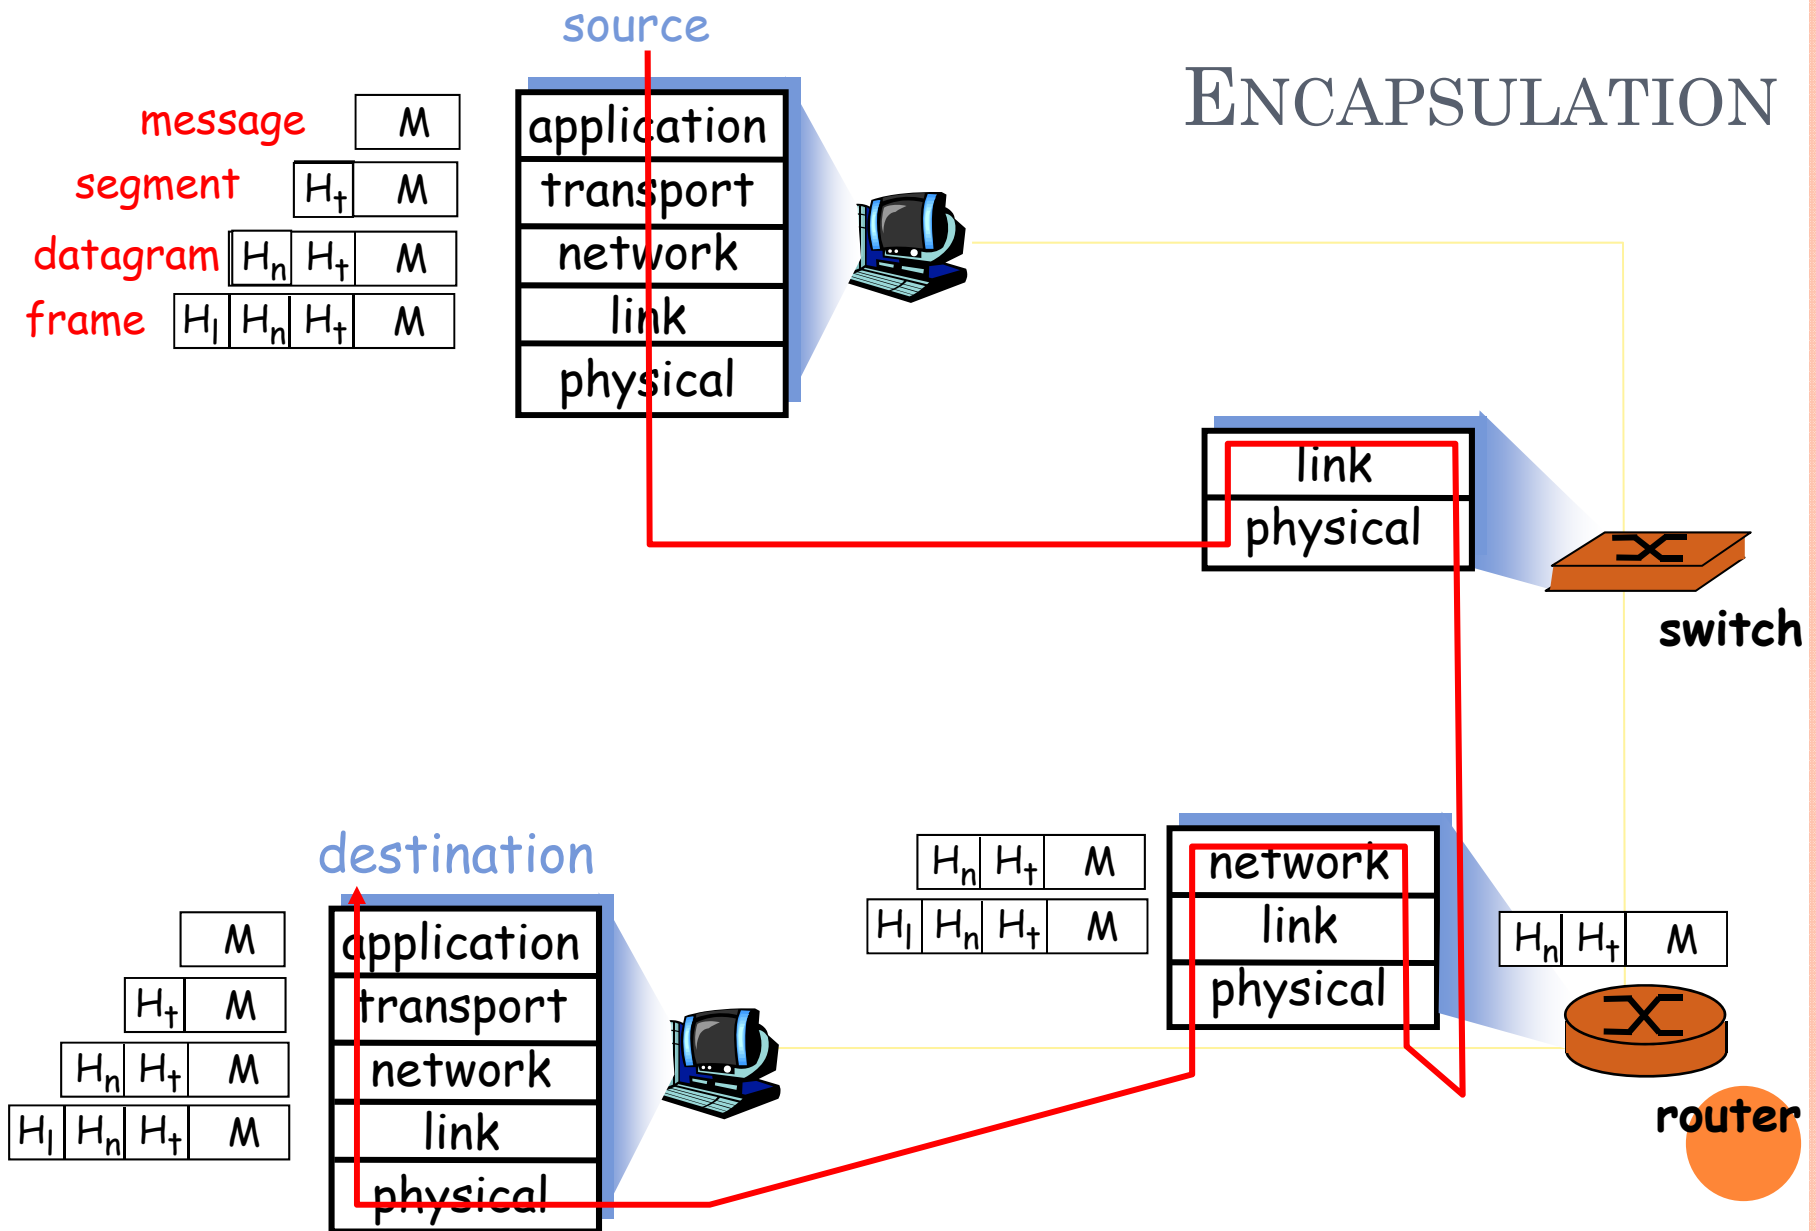 source
ENCAPSULATION
message M
segment Ht M
datagram Hn Ht M
frame Hl Hn Ht M
application
transport
network
link
physical
link
physical
switch
destination
M
Ht M
Hn Ht M
Hl Hn Ht M
application
transport
network
link
physical
Hn Ht M
Hl Hn Ht M
network
link
physical
Hn Ht M
router